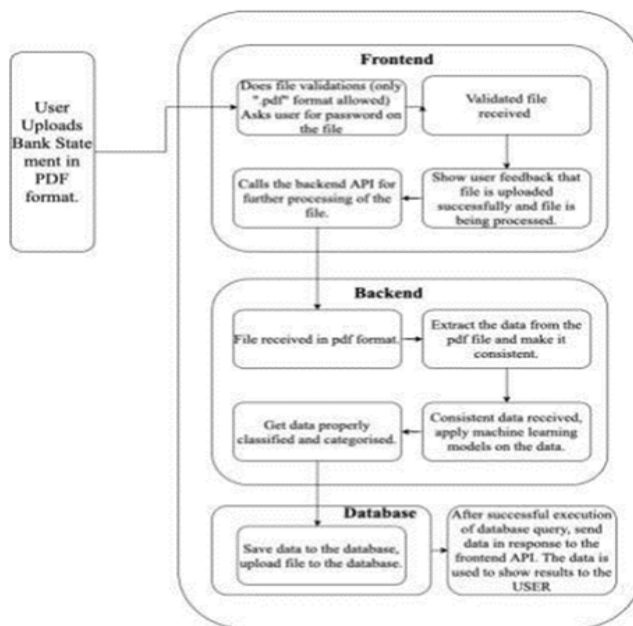 Frontend
User
Uploads
Bank State
ment in
PDF
format.
Does file validations (only
".pdf" format allowed)
Asks user for password on
the file
Validated file
received
Show user feedback that
file is uploaded
successfully and file is
being processed.
Calls the backend API for
further processing of the
file.
Backend
File received in pdf format.
Extract the data from the
pdf file and make it
consistent.
Consistent data received,
apply machine learning
models on the data.
Get data properly
classified and categorised.
Database
Save data to the database,
upload file to the database.
After successful execution
of database query, send
data in response to the
frontend API. The data is
used to show results to the
USER